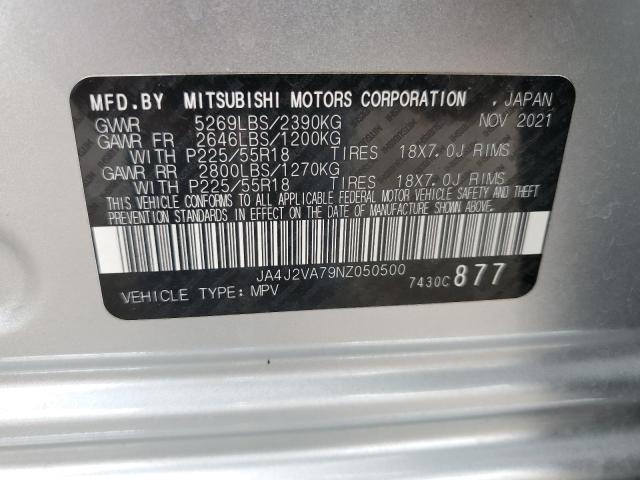 MFD.BY MITSUBISHI MOTORS CORPORATION , JAPAN
GVWR 5269LBS/2390KG NOV 2021
GAWR FR 2646LBS/1200KG
WITH P225/55R18 TIRES 18X7.0J RIMS
GAWR RR 2800LBS/1270KG
WITH P225/55R18 TIRES 18X7.0J RIMS
THIS VEHICLE CONFORMS TO ALL APPLICABLE FEDERAL MOTOR VEHICLE SAFETY AND THEFT
PREVENTION STANDARDS IN EFFECT ON THE DATE OF MANUFACTURE SHOWN ABOVE.
JA4J2VA79NZ050500
VEHICLE TYPE:MPV 7430C 877